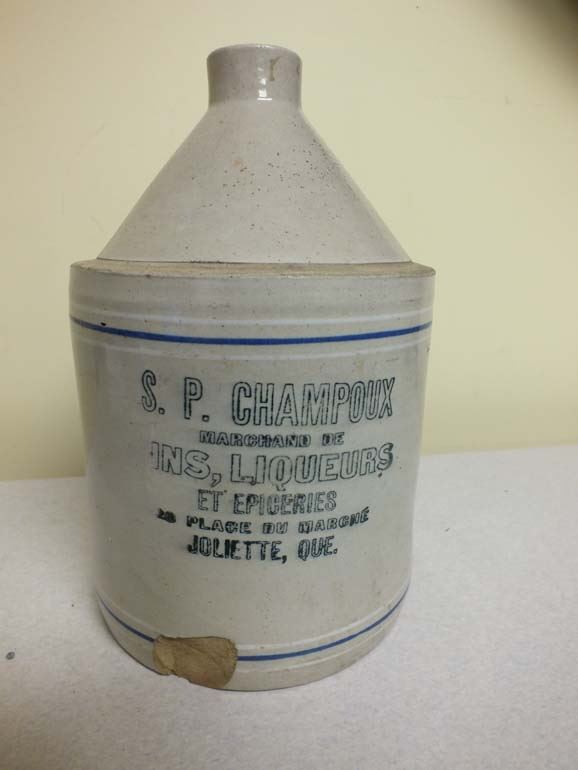 S. P. CHAMPOUX
MARCHAND DE
INS, LIQUEURS
ET EPICERIES
PLACE DU MARCHÉ
JOLIETTE, QUE.